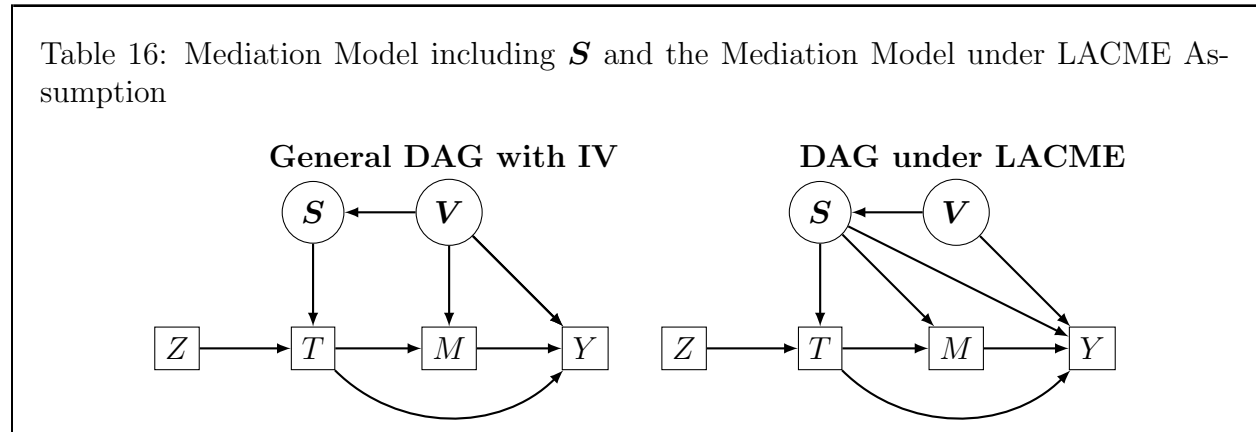 Table 16: Mediation Model including S and the Mediation Model under LACME As-
sumption
General DAG with IV
DAG under LACME
S V
S V
Z T M Y
Z T M Y